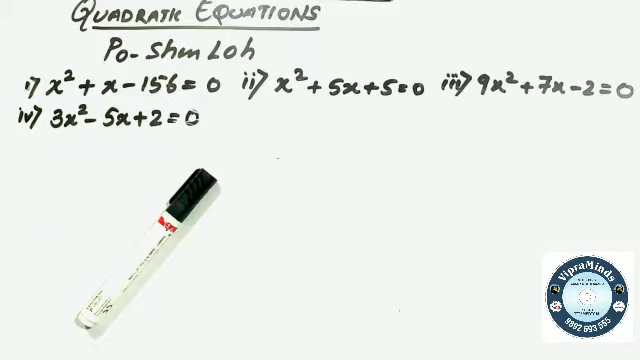 QUADRATIC EQUATIONS
Po-Shen Loh
i) x² + x - 156 = 0 ii) x² + 5x + 5 = 0 iii) 9x² + 7x - 2 = 0
iv) 3x² - 5x + 2 = 0
VipraMinds
9892 693 555